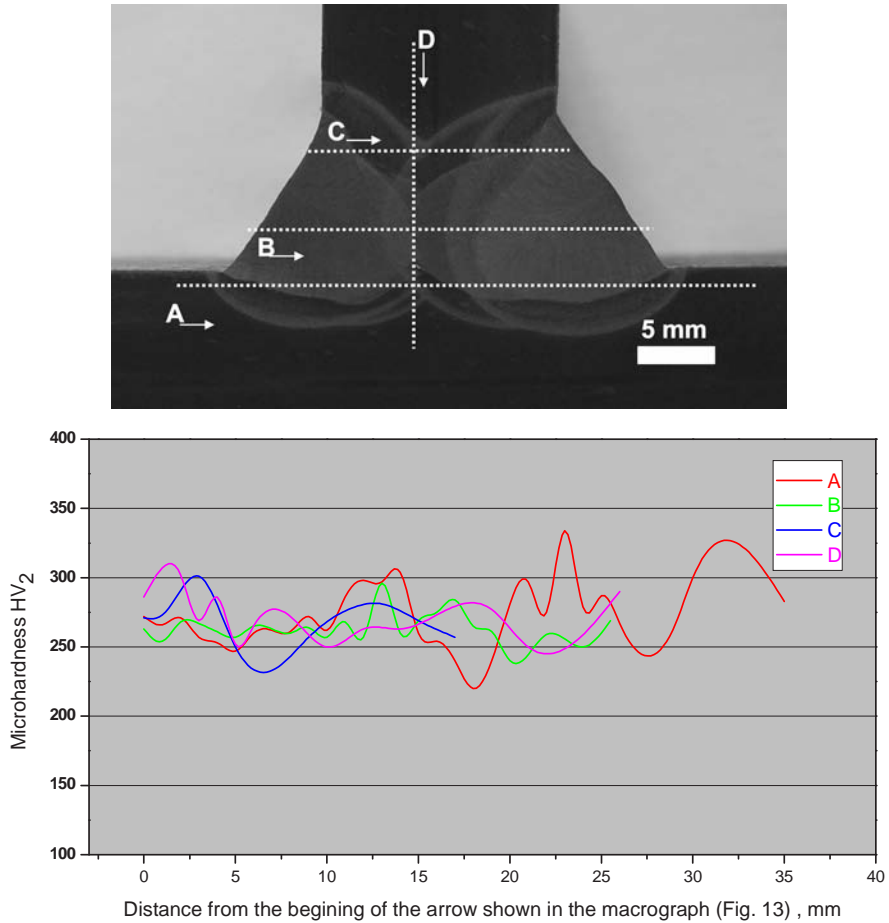 D
C
B
A
5 mm
400
350
300
250
200
150
100
Microhardness HV2
A
B
C
D
0 5 10 15 20 25 30 35 40
Distance from the begining of the arrow shown in the macrograph (Fig. 13) , mm